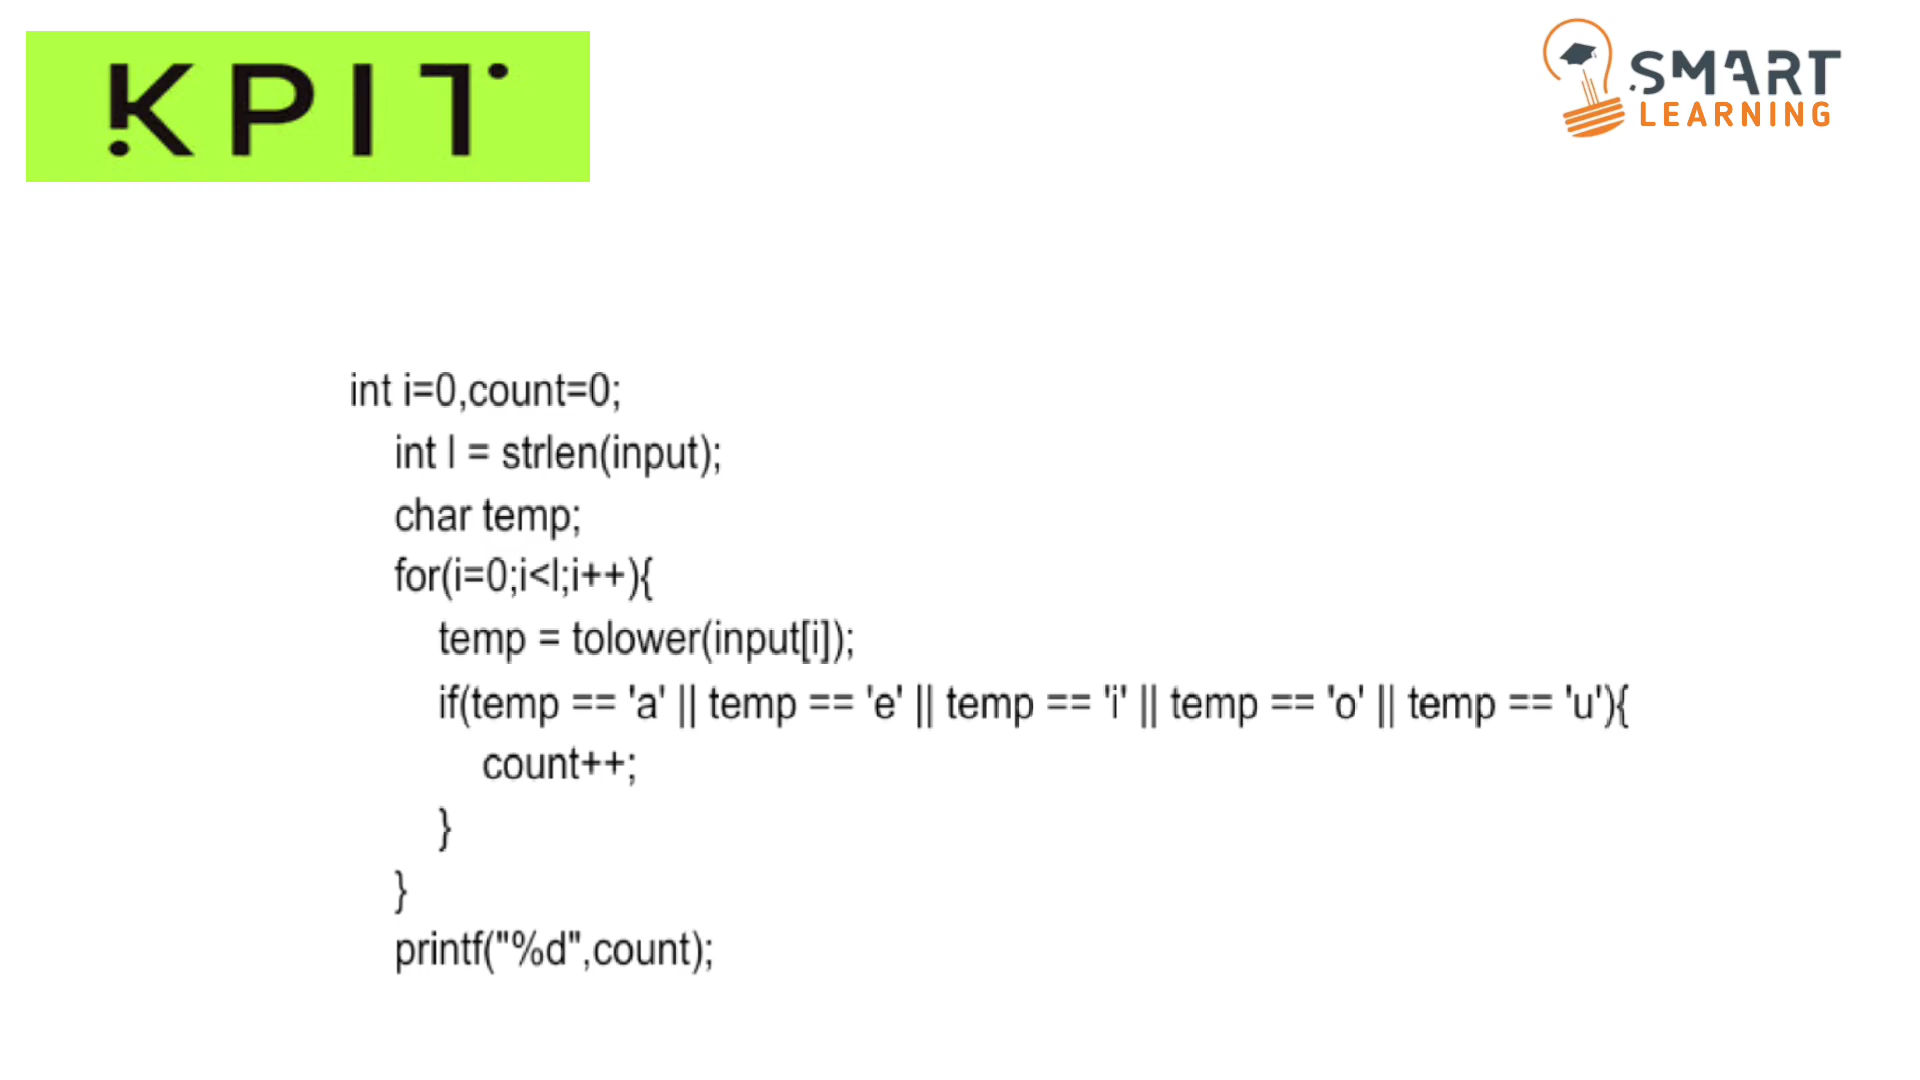 KPIT
SMART
LEARNING
int i=0,count=0;
int l = strlen(input);
char temp;
for(i=0;i<l;i++){
temp = tolower(input[i]);
if(temp == 'a' || temp == 'e' || temp == 'i' || temp == 'o' || temp == 'u'){
count++;
}
}
printf("%d",count);